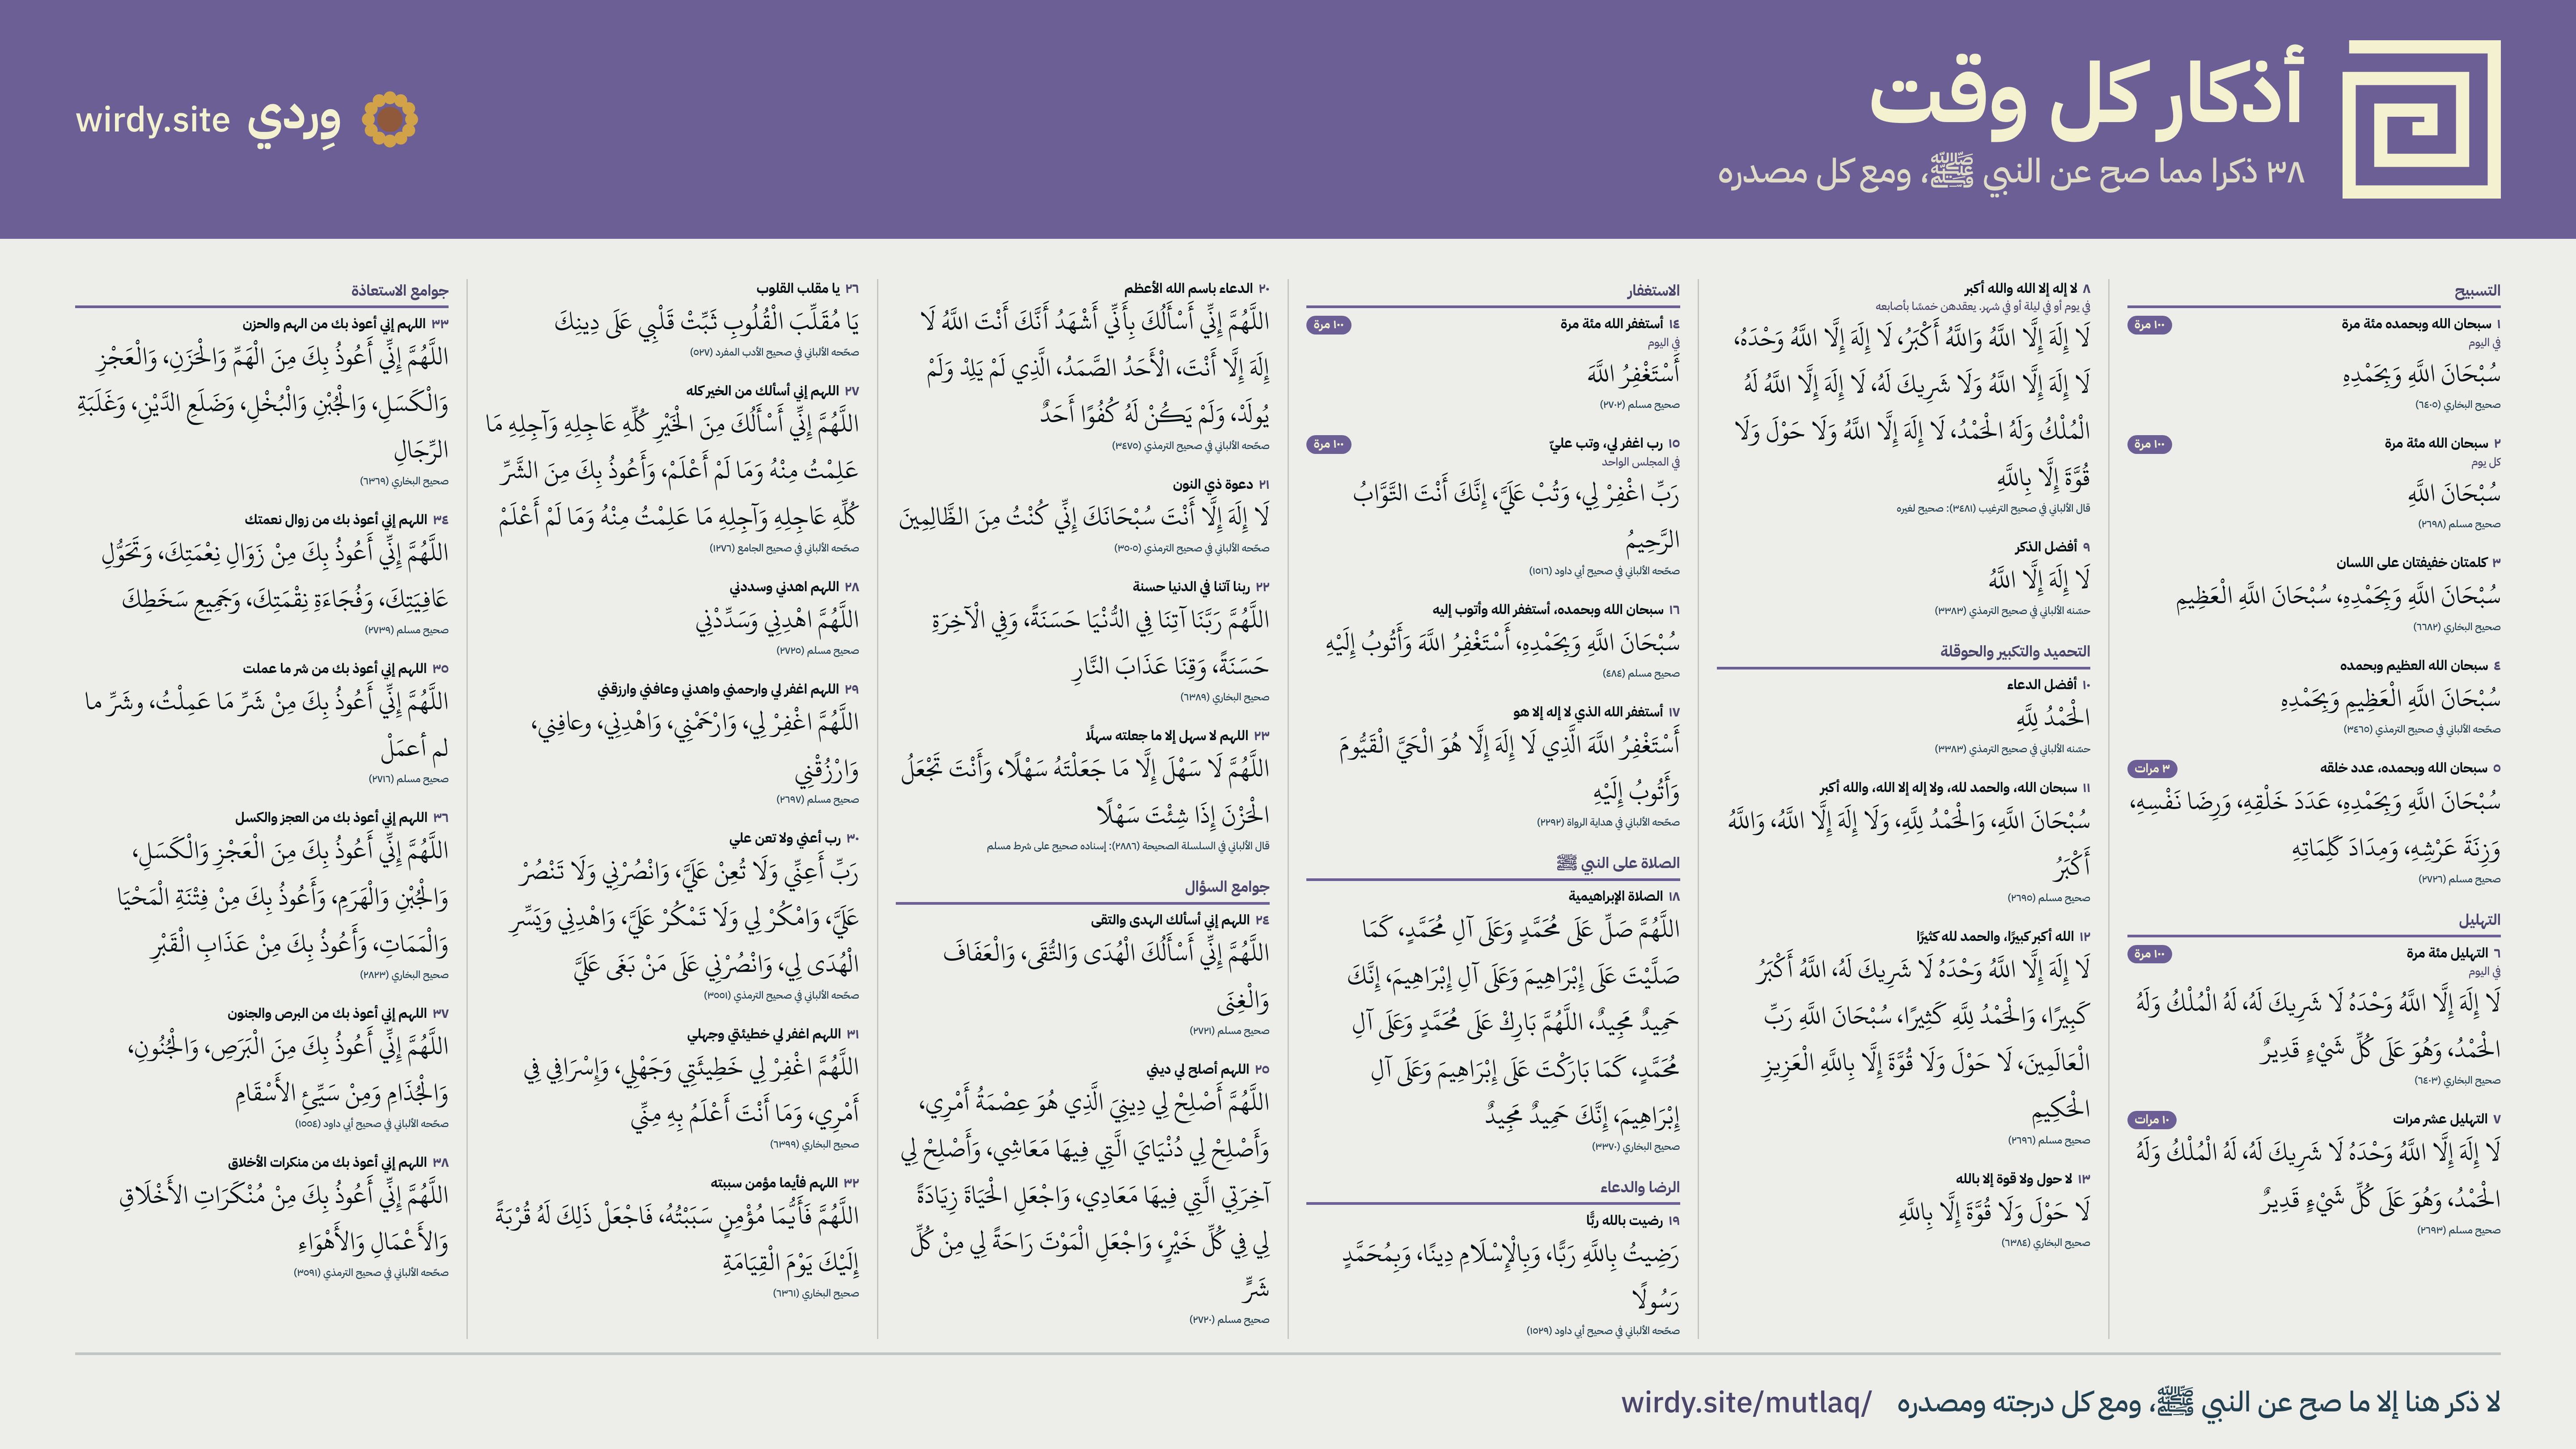 أذكار كل وقت
٣٨ ذكرا مما صح عن النبي ﷺ، ومع كل مصدره
وِردي wirdy.site
التسبيح
١ سبحان الله وبحمده مئة مرة
١٠٠ مرة
في اليوم
سُبْحَانَ اللَّهِ وَبِحَمْدِهِ
صحيح البخاري (٦٤٠٥)
٢ سبحان الله مئة مرة
١٠٠ مرة
كل يوم
سُبْحَانَ اللَّهِ
صحيح مسلم (٢٦٩٨)
٣ كلمتان خفيفتان على اللسان
سُبْحَانَ اللَّهِ وَبِحَمْدِهِ، سُبْحَانَ اللَّهِ الْعَظِيمِ
صحيح البخاري (٦٦٨٢)
٤ سبحان الله العظيم وبحمده
سُبْحَانَ اللَّهِ الْعَظِيمِ وَبِحَمْدِهِ
صحّحه الألباني في صحيح الترمذي (٣٤٦٥)
٥ سبحان الله وبحمده، عدد خلقه
٣ مرات
سُبْحَانَ اللَّهِ وَبِحَمْدِهِ، عَدَدَ خَلْقِهِ، وَرِضَا نَفْسِهِ،
وَزِنَةَ عَرْشِهِ، وَمِدَادَ كَلِمَاتِهِ
صحيح مسلم (٢٧٢٦)
التهليل
٦ التهليل مئة مرة
١٠٠ مرة
في اليوم
لَا إِلَهَ إِلَّا اللَّهُ وَحْدَهُ لَا شَرِيكَ لَهُ، لَهُ الْمُلْكُ وَلَهُ
الْحَمْدُ، وَهُوَ عَلَى كُلِّ شَيْءٍ قَدِيرٌ
صحيح البخاري (٦٤٠٣)
٧ التهليل عشر مرات
١٠ مرات
لَا إِلَهَ إِلَّا اللَّهُ وَحْدَهُ لَا شَرِيكَ لَهُ، لَهُ الْمُلْكُ وَلَهُ
الْحَمْدُ، وَهُوَ عَلَى كُلِّ شَيْءٍ قَدِيرٌ
صحيح مسلم (٢٦٩٣)
٨ لا إله إلا الله والله أكبر
في يوم أو في ليلة أو في شهر. يعقدهن خمسًا بأصابعه
لَا إِلَهَ إِلَّا اللَّهُ وَاللَّهُ أَكْبَرُ، لَا إِلَهَ إِلَّا اللَّهُ وَحْدَهُ،
لَا إِلَهَ إِلَّا اللَّهُ وَلَا شَرِيكَ لَهُ، لَا إِلَهَ إِلَّا اللَّهُ لَهُ
الْمُلْكُ وَلَهُ الْحَمْدُ، لَا إِلَهَ إِلَّا اللَّهُ وَلَا حَوْلَ وَلَا
قُوَّةَ إِلَّا بِاللَّهِ
قال الألباني في صحيح الترغيب (٣٤٨١): صحيح لغيره
٩ أفضل الذكر
لَا إِلَهَ إِلَّا اللَّهُ
حسّنه الألباني في صحيح الترمذي (٣٣٨٣)
التحميد والتكبير والحوقلة
١٠ أفضل الدعاء
الْحَمْدُ لِلَّهِ
حسّنه الألباني في صحيح الترمذي (٣٣٨٣)
١١ سبحان الله، والحمد لله، ولا إله إلا الله، والله أكبر
سُبْحَانَ اللَّهِ، وَالْحَمْدُ لِلَّهِ، وَلَا إِلَهَ إِلَّا اللَّهُ، وَاللَّهُ
أَكْبَرُ
صحيح مسلم (٢٦٩٥)
١٢ الله أكبر كبيرًا، والحمد لله كثيرًا
لَا إِلَهَ إِلَّا اللَّهُ وَحْدَهُ لَا شَرِيكَ لَهُ، اللَّهُ أَكْبَرُ
كَبِيرًا، وَالْحَمْدُ لِلَّهِ كَثِيرًا، سُبْحَانَ اللَّهِ رَبِّ
الْعَالَمِينَ، لَا حَوْلَ وَلَا قُوَّةَ إِلَّا بِاللَّهِ الْعَزِيزِ
الْحَكِيمِ
صحيح مسلم (٢٦٩٦)
١٣ لا حول ولا قوة إلا بالله
لَا حَوْلَ وَلَا قُوَّةَ إِلَّا بِاللَّهِ
صحيح البخاري (٦٣٨٤)
الاستغفار
١٤ أستغفر الله مئة مرة
١٠٠ مرة
في اليوم
أَسْتَغْفِرُ اللَّهَ
صحيح مسلم (٢٧٠٢)
١٥ رب اغفر لي، وتب عليّ
١٠٠ مرة
في المجلس الواحد
رَبِّ اغْفِرْ لِي، وَتُبْ عَلَيَّ، إِنَّكَ أَنْتَ التَّوَّابُ
الرَّحِيمُ
صحّحه الألباني في صحيح أبي داود (١٥١٦)
١٦ سبحان الله وبحمده، أستغفر الله وأتوب إليه
سُبْحَانَ اللَّهِ وَبِحَمْدِهِ، أَسْتَغْفِرُ اللَّهَ وَأَتُوبُ إِلَيْهِ
صحيح مسلم (٤٨٤)
١٧ أستغفر الله الذي لا إله إلا هو
أَسْتَغْفِرُ اللَّهَ الَّذِي لَا إِلَهَ إِلَّا هُوَ الْحَيَّ الْقَيُّومَ
وَأَتُوبُ إِلَيْهِ
صحّحه الألباني في هداية الرواة (٢٢٩٢)
الصلاة على النبي ﷺ
١٨ الصلاة الإبراهيمية
اللَّهُمَّ صَلِّ عَلَى مُحَمَّدٍ وَعَلَى آلِ مُحَمَّدٍ، كَمَا
صَلَّيْتَ عَلَى إِبْرَاهِيمَ وَعَلَى آلِ إِبْرَاهِيمَ، إِنَّكَ
حَمِيدٌ مَجِيدٌ، اللَّهُمَّ بَارِكْ عَلَى مُحَمَّدٍ وَعَلَى آلِ
مُحَمَّدٍ، كَمَا بَارَكْتَ عَلَى إِبْرَاهِيمَ وَعَلَى آلِ
إِبْرَاهِيمَ، إِنَّكَ حَمِيدٌ مَجِيدٌ
صحيح البخاري (٣٣٧٠)
الرضا والدعاء
١٩ رضيت بالله ربًّا
رَضِيتُ بِاللَّهِ رَبًّا، وَبِالْإِسْلَامِ دِينًا، وَبِمُحَمَّدٍ
رَسُولًا
صحّحه الألباني في صحيح أبي داود (١٥٢٩)
٢٠ الدعاء باسم الله الأعظم
اللَّهُمَّ إِنِّي أَسْأَلُكَ بِأَنِّي أَشْهَدُ أَنَّكَ أَنْتَ اللَّهُ لَا
إِلَهَ إِلَّا أَنْتَ، الْأَحَدُ الصَّمَدُ، الَّذِي لَمْ يَلِدْ وَلَمْ
يُولَدْ، وَلَمْ يَكُنْ لَهُ كُفُوًا أَحَدٌ
صحّحه الألباني في صحيح الترمذي (٣٤٧٥)
٢١ دعوة ذي النون
لَا إِلَهَ إِلَّا أَنْتَ سُبْحَانَكَ إِنِّي كُنْتُ مِنَ الظَّالِمِينَ
صحّحه الألباني في صحيح الترمذي (٣٥٠٥)
٢٢ ربنا آتنا في الدنيا حسنة
اللَّهُمَّ رَبَّنَا آتِنَا فِي الدُّنْيَا حَسَنَةً، وَفِي الْآخِرَةِ
حَسَنَةً، وَقِنَا عَذَابَ النَّارِ
صحيح البخاري (٦٣٨٩)
٢٣ اللهم لا سهل إلا ما جعلته سهلًا
اللَّهُمَّ لَا سَهْلَ إِلَّا مَا جَعَلْتَهُ سَهْلًا، وَأَنْتَ تَجْعَلُ
الْحَزْنَ إِذَا شِئْتَ سَهْلًا
قال الألباني في السلسلة الصحيحة (٢٨٨٦): إسناده صحيح على شرط مسلم
جوامع السؤال
٢٤ اللهم إني أسألك الهدى والتقى
اللَّهُمَّ إِنِّي أَسْأَلُكَ الْهُدَى وَالتُّقَى، وَالْعَفَافَ
وَالْغِنَى
صحيح مسلم (٢٧٢١)
٢٥ اللهم أصلح لي ديني
اللَّهُمَّ أَصْلِحْ لِي دِينِيَ الَّذِي هُوَ عِصْمَةُ أَمْرِي،
وَأَصْلِحْ لِي دُنْيَايَ الَّتِي فِيهَا مَعَاشِي، وَأَصْلِحْ لِي
آخِرَتِي الَّتِي فِيهَا مَعَادِي، وَاجْعَلِ الْحَيَاةَ زِيَادَةً
لِي فِي كُلِّ خَيْرٍ، وَاجْعَلِ الْمَوْتَ رَاحَةً لِي مِنْ كُلِّ
شَرٍّ
صحيح مسلم (٢٧٢٠)
٢٦ يا مقلب القلوب
يَا مُقَلِّبَ الْقُلُوبِ ثَبِّتْ قَلْبِي عَلَى دِينِكَ
صحّحه الألباني في صحيح الأدب المفرد (٥٢٧)
٢٧ اللهم إني أسألك من الخير كله
اللَّهُمَّ إِنِّي أَسْأَلُكَ مِنَ الْخَيْرِ كُلِّهِ عَاجِلِهِ وَآجِلِهِ مَا
عَلِمْتُ مِنْهُ وَمَا لَمْ أَعْلَمْ، وَأَعُوذُ بِكَ مِنَ الشَّرِّ
كُلِّهِ عَاجِلِهِ وَآجِلِهِ مَا عَلِمْتُ مِنْهُ وَمَا لَمْ أَعْلَمْ
صحّحه الألباني في صحيح الجامع (١٢٧٦)
٢٨ اللهم اهدني وسددني
اللَّهُمَّ اهْدِنِي وَسَدِّدْنِي
صحيح مسلم (٢٧٢٥)
٢٩ اللهم اغفر لي وارحمني واهدني وعافني وارزقني
اللَّهُمَّ اغْفِرْ لِي، وَارْحَمْنِي، وَاهْدِنِي، وعافِنِي،
وَارْزُقْنِي
صحيح مسلم (٢٦٩٧)
٣٠ رب أعني ولا تعن علي
رَبِّ أَعِنِّي وَلَا تُعِنْ عَلَيَّ، وَانْصُرْنِي وَلَا تَنْصُرْ
عَلَيَّ، وَامْكُرْ لِي وَلَا تَمْكُرْ عَلَيَّ، وَاهْدِنِي وَيَسِّرِ
الْهُدَى لِي، وَانْصُرْنِي عَلَى مَنْ بَغَى عَلَيَّ
صحّحه الألباني في صحيح الترمذي (٣٥٥١)
٣١ اللهم اغفر لي خطيئتي وجهلي
اللَّهُمَّ اغْفِرْ لِي خَطِيئَتِي وَجَهْلِي، وَإِسْرَافِي فِي
أَمْرِي، وَمَا أَنْتَ أَعْلَمُ بِهِ مِنِّي
صحيح البخاري (٦٣٩٩)
٣٢ اللهم فأيما مؤمن سببته
اللَّهُمَّ فَأَيُّمَا مُؤْمِنٍ سَبَبْتُهُ، فَاجْعَلْ ذَلِكَ لَهُ قُرْبَةً
إِلَيْكَ يَوْمَ الْقِيَامَةِ
صحيح البخاري (٦٣٦١)
جوامع الاستعاذة
٣٣ اللهم إني أعوذ بك من الهم والحزن
اللَّهُمَّ إِنِّي أَعُوذُ بِكَ مِنَ الْهَمِّ وَالْحَزَنِ، وَالْعَجْزِ
وَالْكَسَلِ، وَالْجُبْنِ وَالْبُخْلِ، وَضَلَعِ الدَّيْنِ، وَغَلَبَةِ
الرِّجَالِ
صحيح البخاري (٦٣٦٩)
٣٤ اللهم إني أعوذ بك من زوال نعمتك
اللَّهُمَّ إِنِّي أَعُوذُ بِكَ مِنْ زَوَالِ نِعْمَتِكَ، وَتَحَوُّلِ
عَافِيَتِكَ، وَفُجَاءَةِ نِقْمَتِكَ، وَجَمِيعِ سَخَطِكَ
صحيح مسلم (٢٧٣٩)
٣٥ اللهم إني أعوذ بك من شر ما عملت
اللَّهُمَّ إِنِّي أَعُوذُ بِكَ مِنْ شَرِّ مَا عَمِلْتُ، وشَرِّ ما
لم أعمَلْ
صحيح مسلم (٢٧١٦)
٣٦ اللهم إني أعوذ بك من العجز والكسل
اللَّهُمَّ إِنِّي أَعُوذُ بِكَ مِنَ الْعَجْزِ وَالْكَسَلِ،
وَالْجُبْنِ وَالْهَرَمِ، وَأَعُوذُ بِكَ مِنْ فِتْنَةِ الْمَحْيَا
وَالْمَمَاتِ، وَأَعُوذُ بِكَ مِنْ عَذَابِ الْقَبْرِ
صحيح البخاري (٢٨٢٣)
٣٧ اللهم إني أعوذ بك من البرص والجنون
اللَّهُمَّ إِنِّي أَعُوذُ بِكَ مِنَ الْبَرَصِ، وَالْجُنُونِ،
وَالْجُذَامِ وَمِنْ سَيِّئِ الأَسْقَامِ
صحّحه الألباني في صحيح أبي داود (١٥٥٤)
٣٨ اللهم إني أعوذ بك من منكرات الأخلاق
اللَّهُمَّ إِنِّي أَعُوذُ بِكَ مِنْ مُنْكَرَاتِ الأَخْلَاقِ
وَالأَعْمَالِ وَالأَهْوَاءِ
صحّحه الألباني في صحيح الترمذي (٣٥٩١)
لا ذكر هنا إلا ما صح عن النبي ﷺ، ومع كل درجته ومصدره wirdy.site/mutlaq/